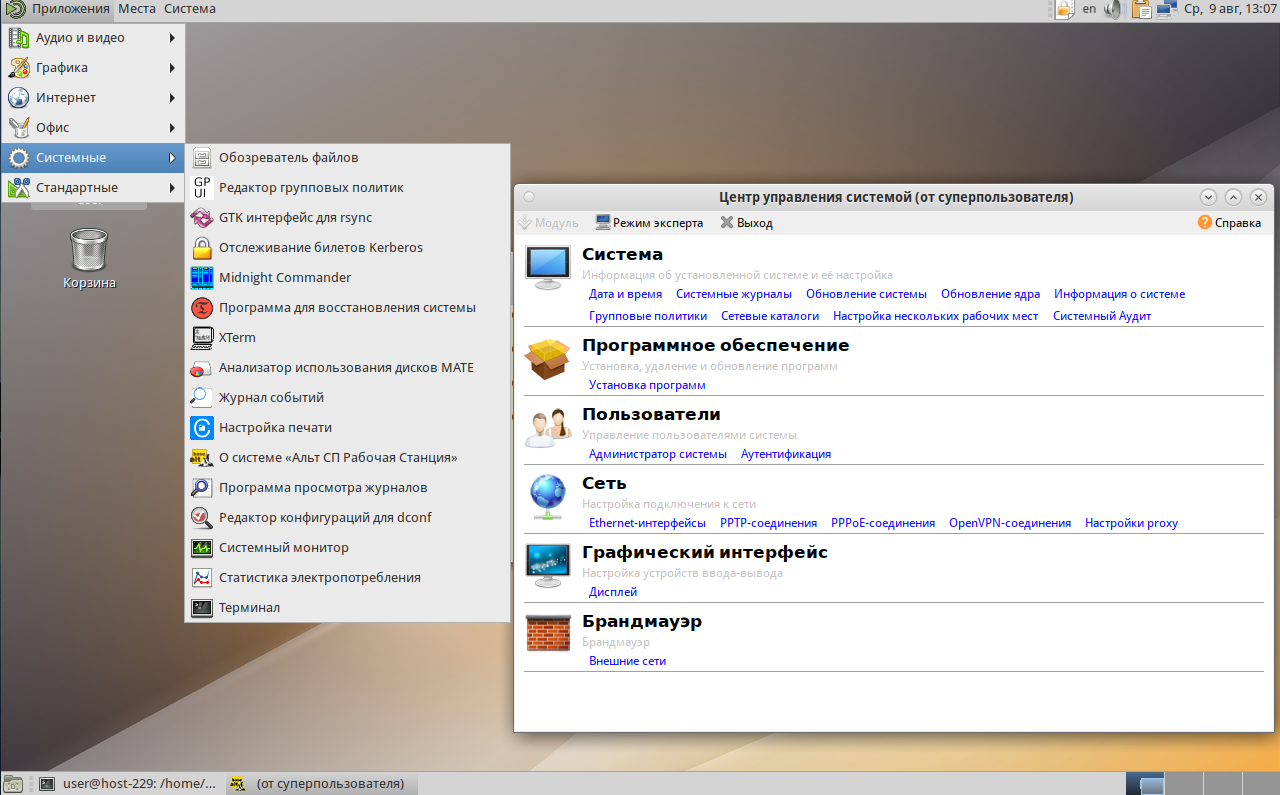 Приложения Места Система
en
Ср, 9 авг, 13:07
Аудио и видео
Графика
Интернет
Офис
Системные
Стандартные
Корзина
Обозреватель файлов
GP UI
Редактор групповых политик
GTK интерфейс для rsync
Отслеживание билетов Kerberos
Midnight Commander
Программа для восстановления системы
XTerm
Анализатор использования дисков MATE
Журнал событий
Настройка печати
О системе «Альт СП Рабочая Станция»
Программа просмотра журналов
Редактор конфигураций для dconf
Системный монитор
Статистика электропотребления
Терминал
Центр управления системой (от суперпользователя)
Модуль Режим эксперта Выход Справка
Система
Информация об установленной системе и её настройка
Дата и время Системные журналы Обновление системы Обновление ядра Информация о системе
Групповые политики Сетевые каталоги Настройка нескольких рабочих мест Системный Аудит
Программное обеспечение
Установка, удаление и обновление программ
Установка программ
Пользователи
Управление пользователями системы
Администратор системы Аутентификация
Сеть
Настройка подключения к сети
Ethernet-интерфейсы PPTP-соединения PPPoE-соединения OpenVPN-соединения Настройки proxy
Графический интерфейс
Настройка устройств ввода-вывода
Дисплей
Брандмауэр
Брандмауэр
Внешние сети
user@host-229: /home/... (от суперпользователя)